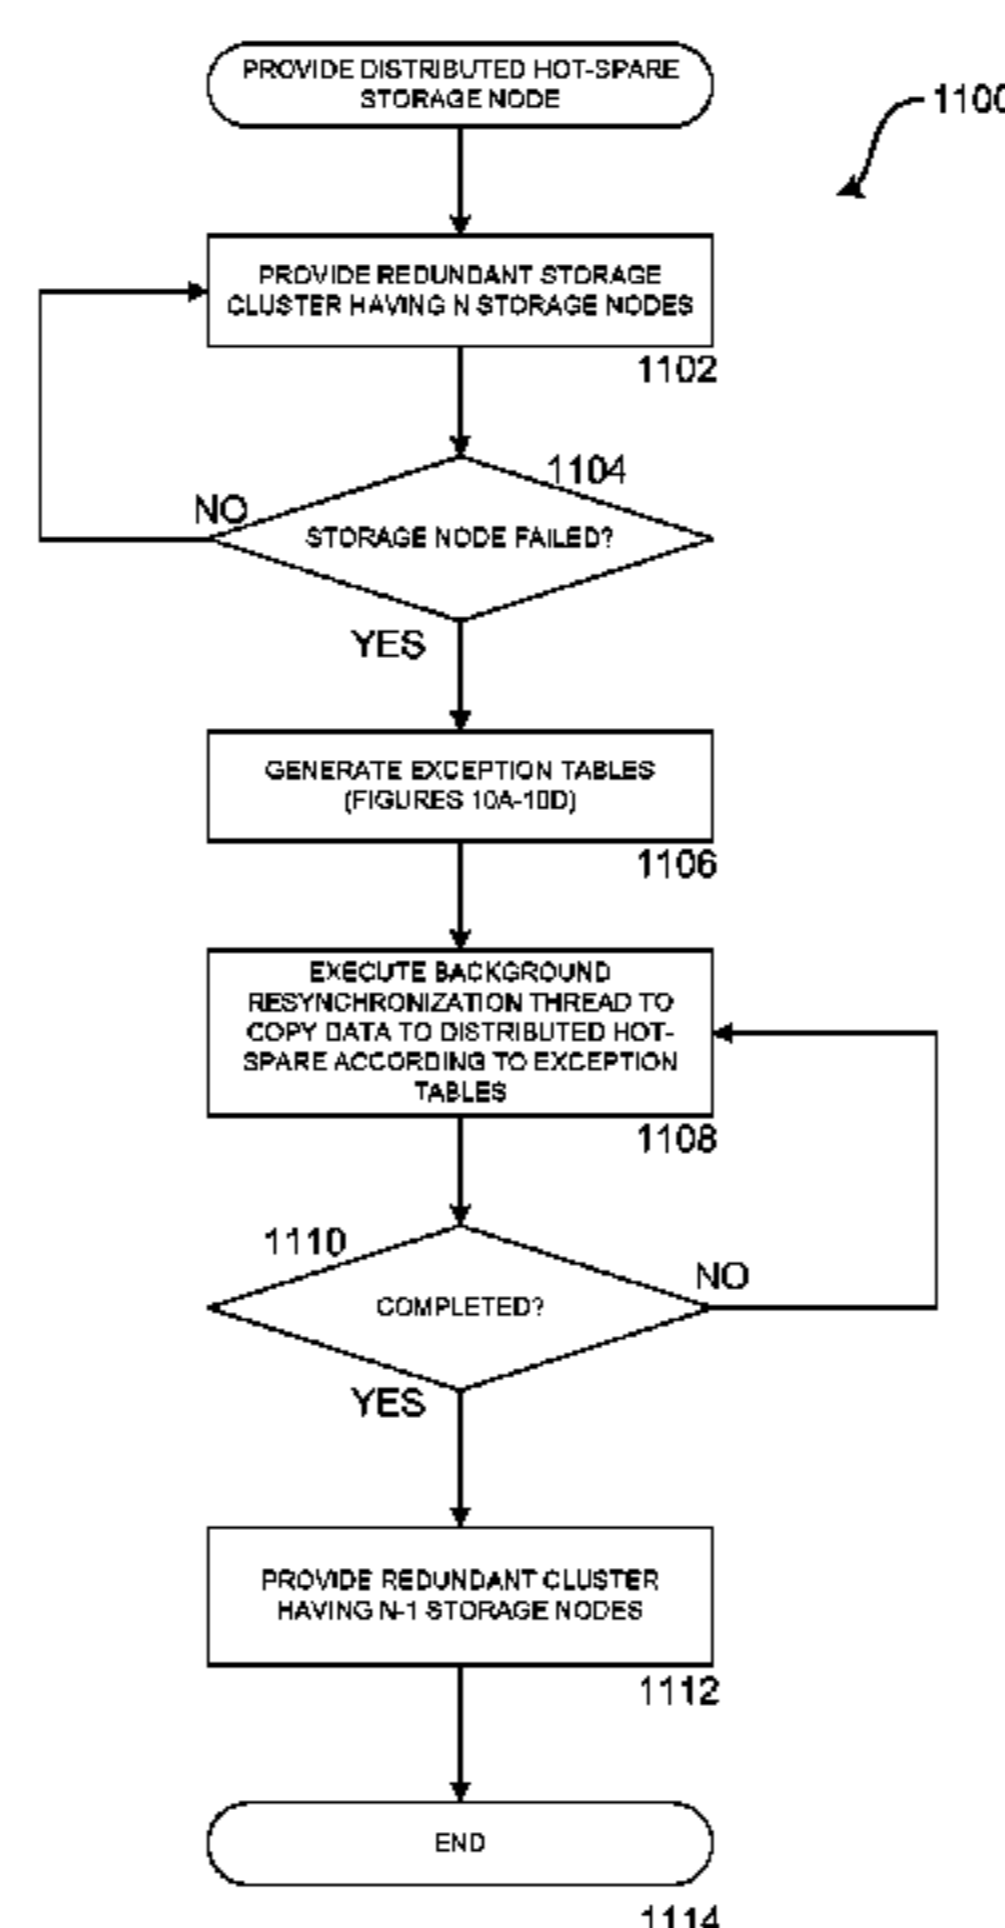 PROVIDE DISTRIBUTED HOT-SPARE
STORAGE NODE
1100
PROVIDE REDUNDANT STORAGE
CLUSTER HAVING N STORAGE NODES
1102
1104
NO
STORAGE NODE FAILED?
YES
GENERATE EXCEPTION TABLES
(FIGURES 10A-10D)
1106
EXECUTE BACKGROUND
RESYNCHRONIZATION THREAD TO
COPY DATA TO DISTRIBUTED HOT-
SPARE ACCORDING TO EXCEPTION
TABLES
1108
1110
NO
COMPLETED?
YES
PROVIDE REDUNDANT CLUSTER
HAVING N-1 STORAGE NODES
1112
END
1114